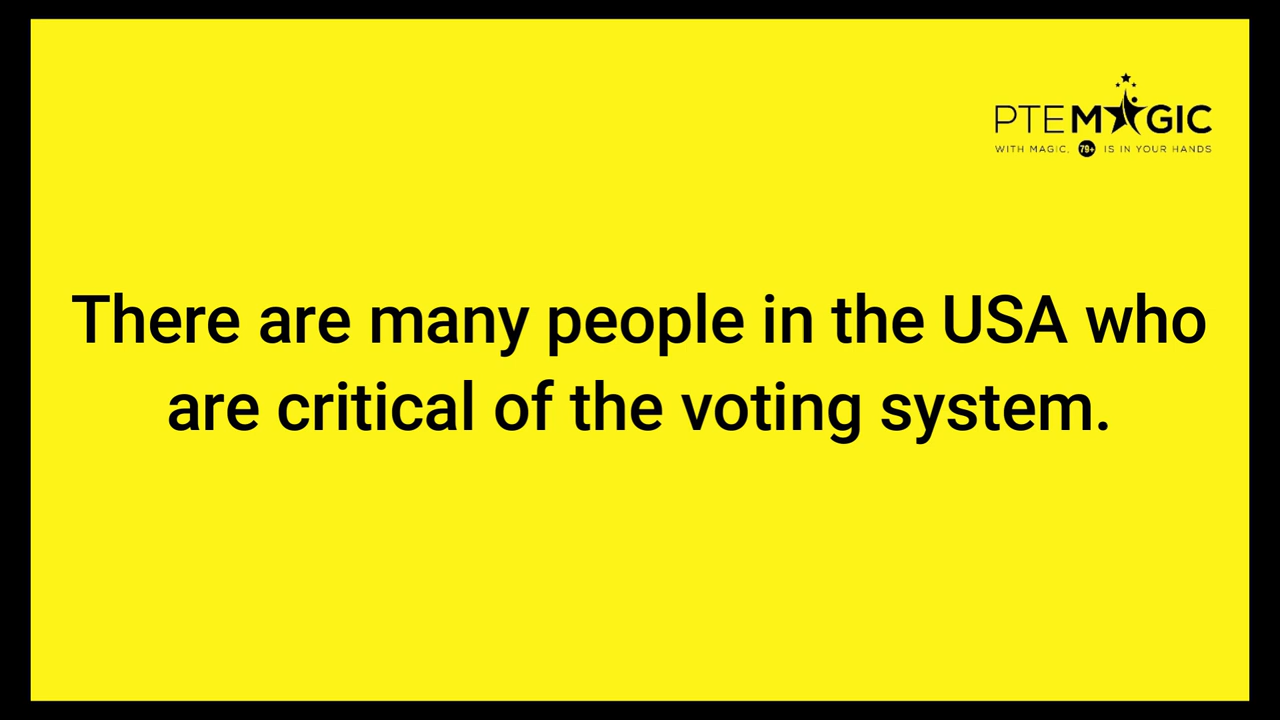 PTEMAGIC
WITH MAGIC, 79+ IS IN YOUR HANDS
There are many people in the USA who
are critical of the voting system.